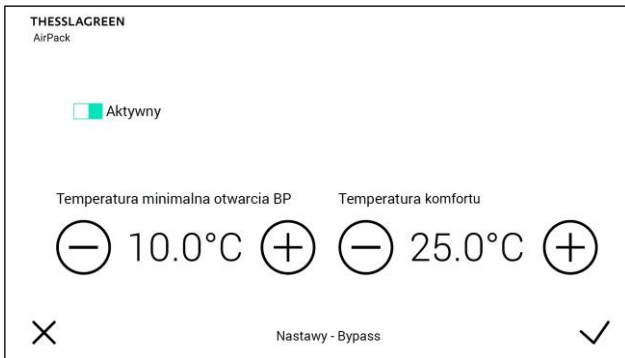 THESSLAGREEN
AirPack
Aktywny
Temperatura minimalna otwarcia BP
Temperatura komfortu
10.0°C
25.0°C
Nastawy - Bypass